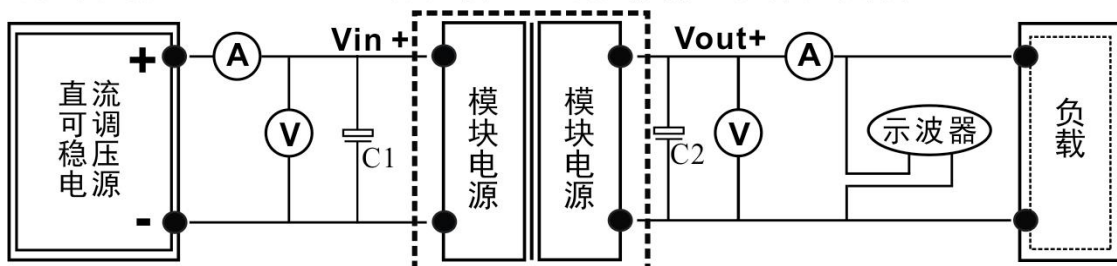 +
直流
可调
稳压
电源
-
A
V
Vin +
C1
模块电源
模块电源
Vout+
C2
V
A
示波器
负载